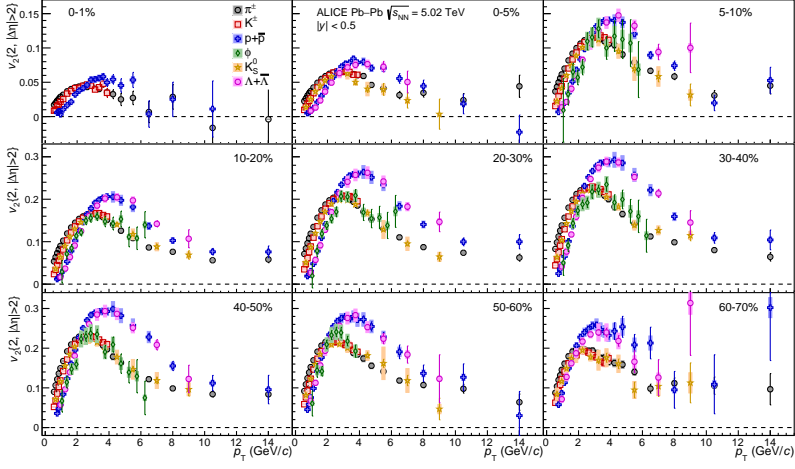 0-1%
ALICE Pb–Pb √sNN = 5.02 TeV
|y| < 0.5
0-5%
5-10%
π±
K±
p+p̅
ϕ
K⁰S
Λ+Λ̅
v₂{2, |Δη|>2}
0.2
0.15
0.1
0.05
0
10-20%
20-30%
30-40%
v₂{2, |Δη|>2}
0.3
0.2
0.1
0
40-50%
50-60%
60-70%
v₂{2, |Δη|>2}
0.3
0.2
0.1
0
0 2 4 6 8 10 12 14
0 2 4 6 8 10 12 14
0 2 4 6 8 10 12 14
pT (GeV/c)
pT (GeV/c)
pT (GeV/c)